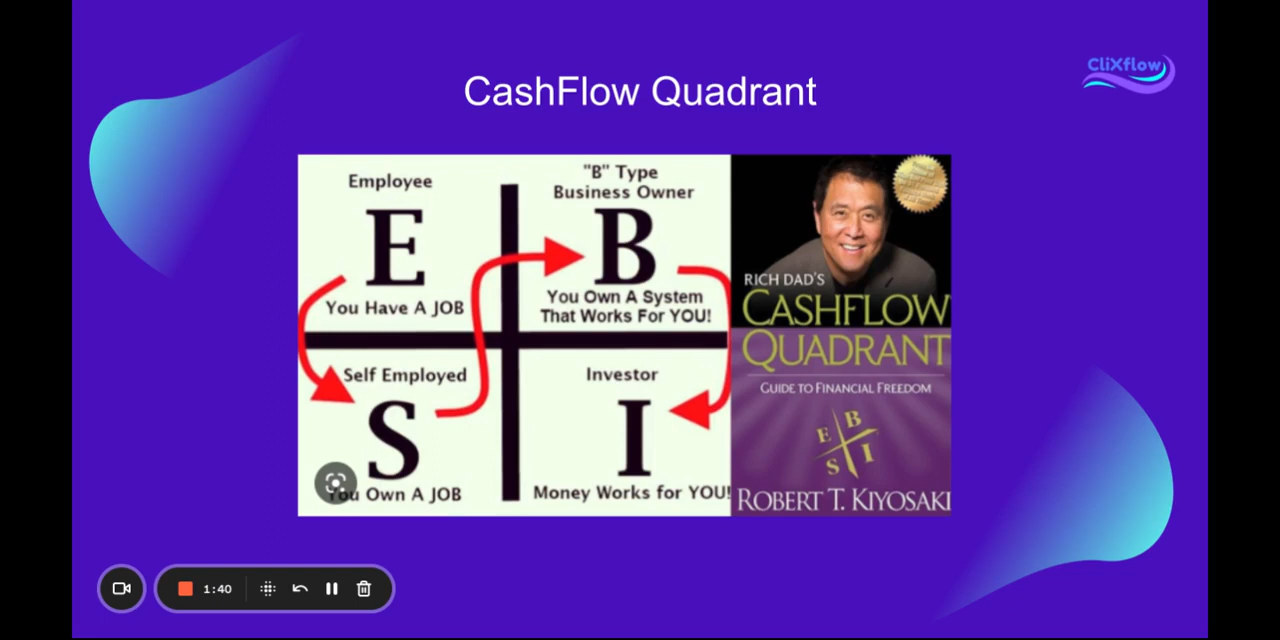 CliXflow
CashFlow Quadrant
Employee
E
You Have A JOB
"B" Type
Business Owner
B
You Own A System
That Works For YOU!
Self Employed
S
You Own A JOB
Investor
I
Money Works for YOU!
RICH DAD'S
CASHFLOW
QUADRANT
GUIDE TO FINANCIAL FREEDOM
E B
S I
ROBERT T. KIYOSAKI
1:40